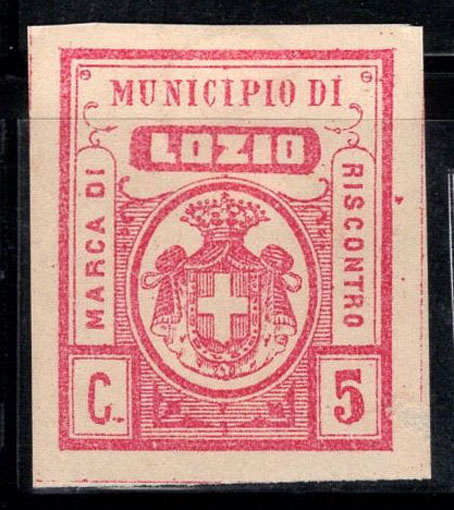 MUNICIPIO DI
LOZIO
MARCA DI
RISCONTRO
C. 5